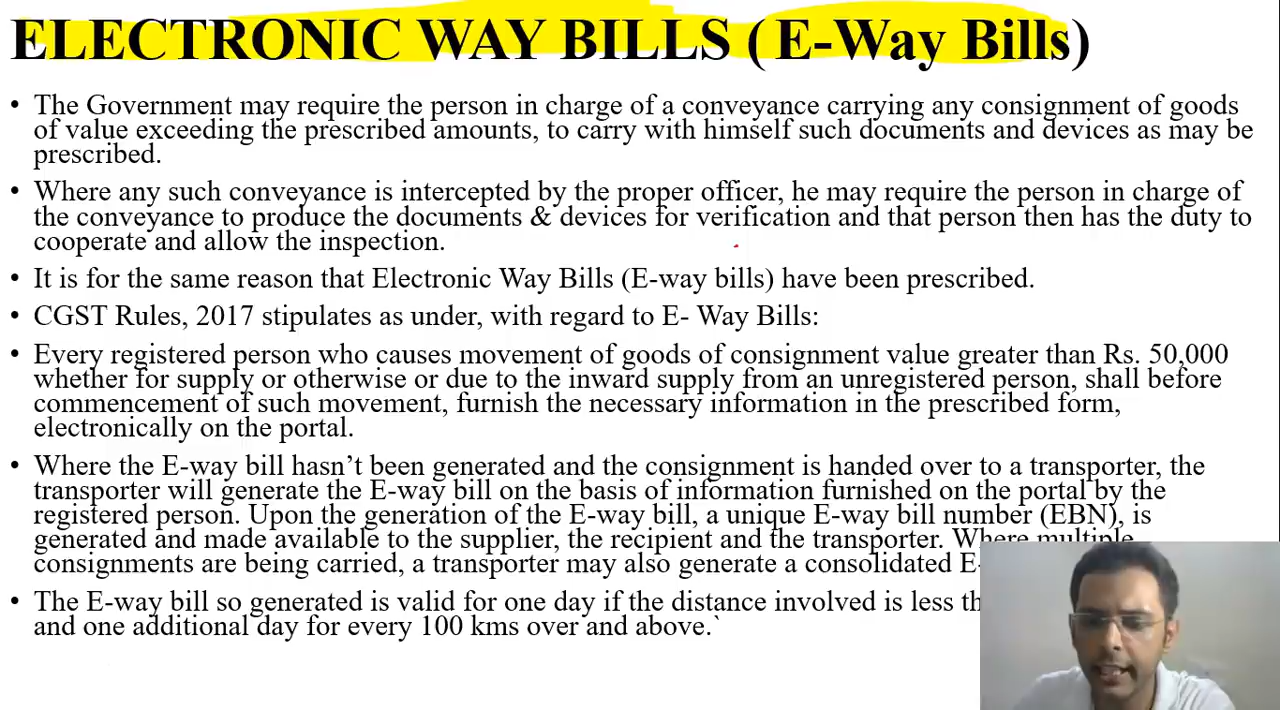 ELECTRONIC WAY BILLS ( E-Way Bills)
• The Government may require the person in charge of a conveyance carrying any consignment of goods
of value exceeding the prescribed amounts, to carry with himself such documents and devices as may be
prescribed.
• Where any such conveyance is intercepted by the proper officer, he may require the person in charge of
the conveyance to produce the documents & devices for verification and that person then has the duty to
cooperate and allow the inspection.
• It is for the same reason that Electronic Way Bills (E-way bills) have been prescribed.
• CGST Rules, 2017 stipulates as under, with regard to E- Way Bills:
• Every registered person who causes movement of goods of consignment value greater than Rs. 50,000
whether for supply or otherwise or due to the inward supply from an unregistered person, shall before
commencement of such movement, furnish the necessary information in the prescribed form,
electronically on the portal.
• Where the E-way bill hasn't been generated and the consignment is handed over to a transporter, the
transporter will generate the E-way bill on the basis of information furnished on the portal by the
registered person. Upon the generation of the E-way bill, a unique E-way bill number (EBN), is
generated and made available to the supplier, the recipient and the transporter. Where multiple
consignments are being carried, a transporter may also generate a consolidated
• The E-way bill so generated is valid for one day if the distance involved is less
and one additional day for every 100 kms over and above.`